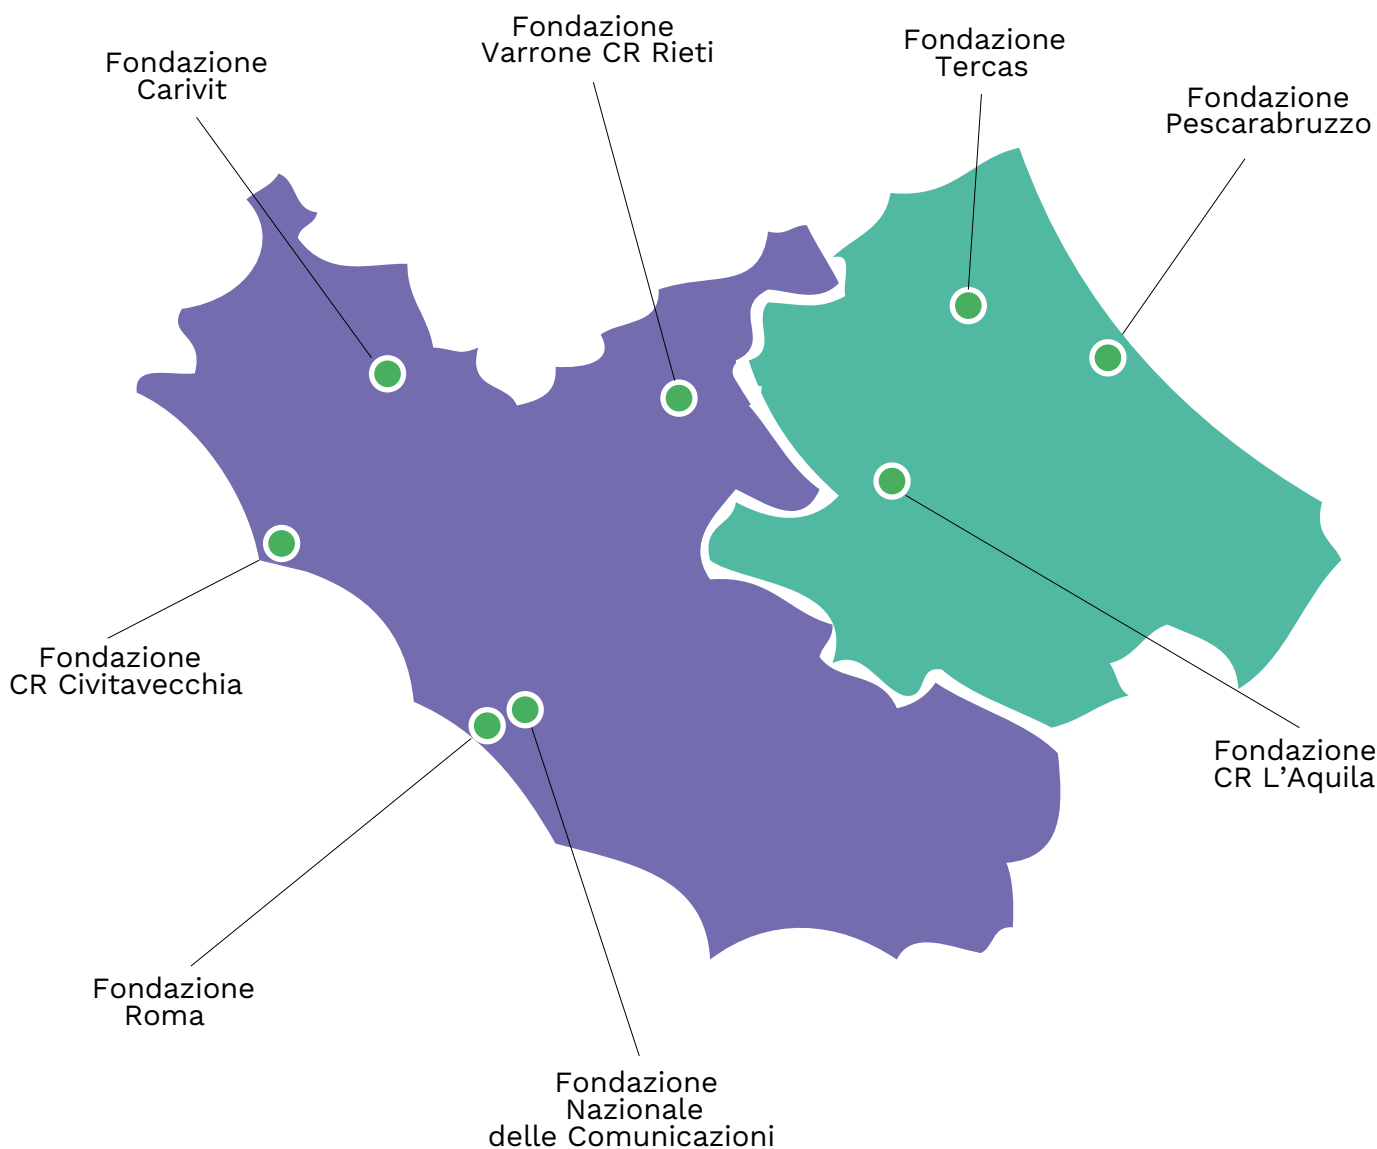 Fondazione
Carivit
Fondazione
Varrone CR Rieti
Fondazione
Tercas
Fondazione
Pescarabruzzo
Fondazione
CR Civitavecchia
Fondazione
CR L’Aquila
Fondazione
Roma
Fondazione
Nazionale
delle Comunicazioni